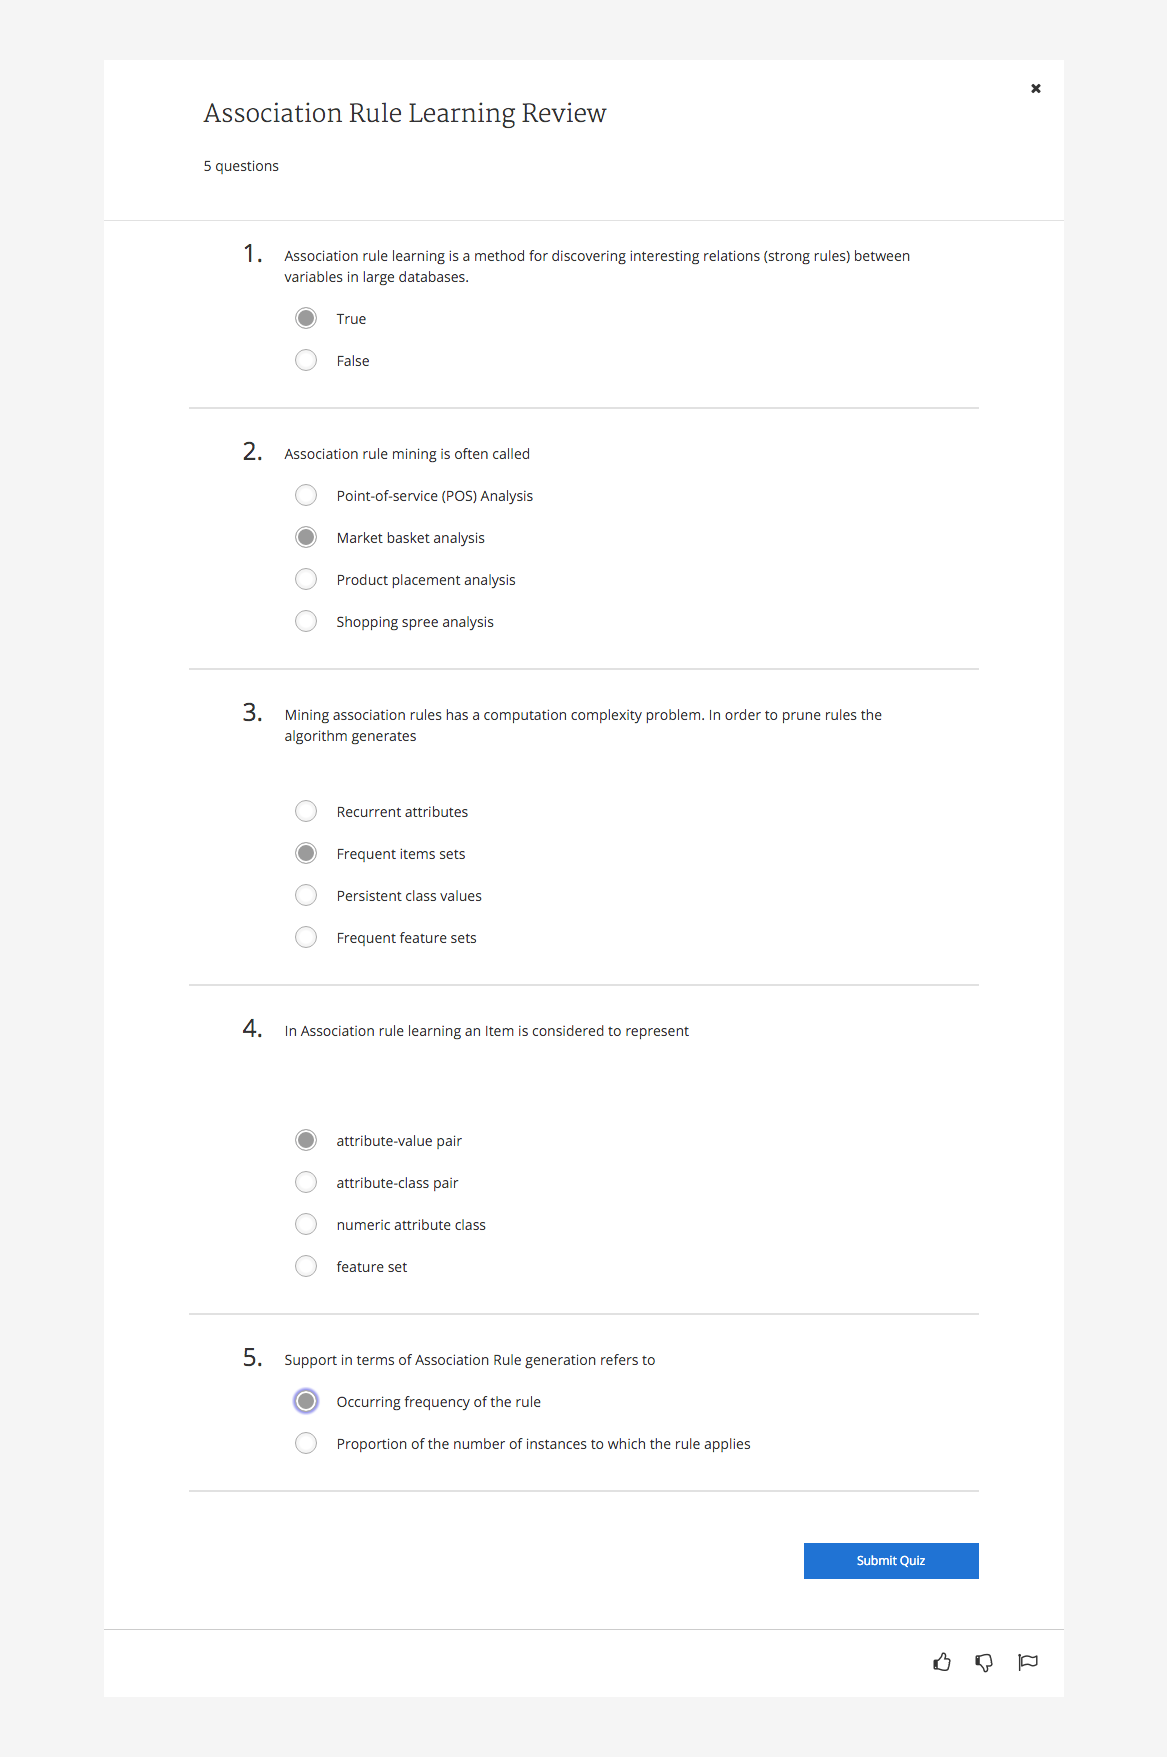 Association Rule Learning Review
5 questions
1. Association rule learning is a method for discovering interesting relations (strong rules) between
variables in large databases.
True
False
2. Association rule mining is often called
Point-of-service (POS) Analysis
Market basket analysis
Product placement analysis
Shopping spree analysis
3. Mining association rules has a computation complexity problem. In order to prune rules the
algorithm generates
Recurrent attributes
Frequent items sets
Persistent class values
Frequent feature sets
4. In Association rule learning an Item is considered to represent
attribute-value pair
attribute-class pair
numeric attribute class
feature set
5. Support in terms of Association Rule generation refers to
Occurring frequency of the rule
Proportion of the number of instances to which the rule applies
Submit Quiz